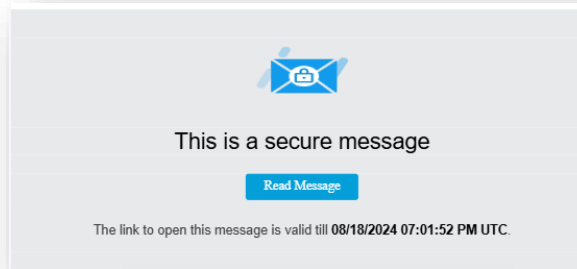 This is a secure message
Read Message
The link to open this message is valid till 08/18/2024 07:01:52 PM UTC.